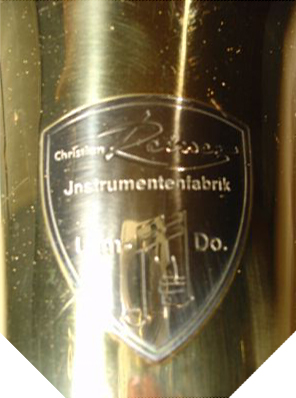 Christian Reisser
Jnstrumentenfabrik
Ulm- Do.